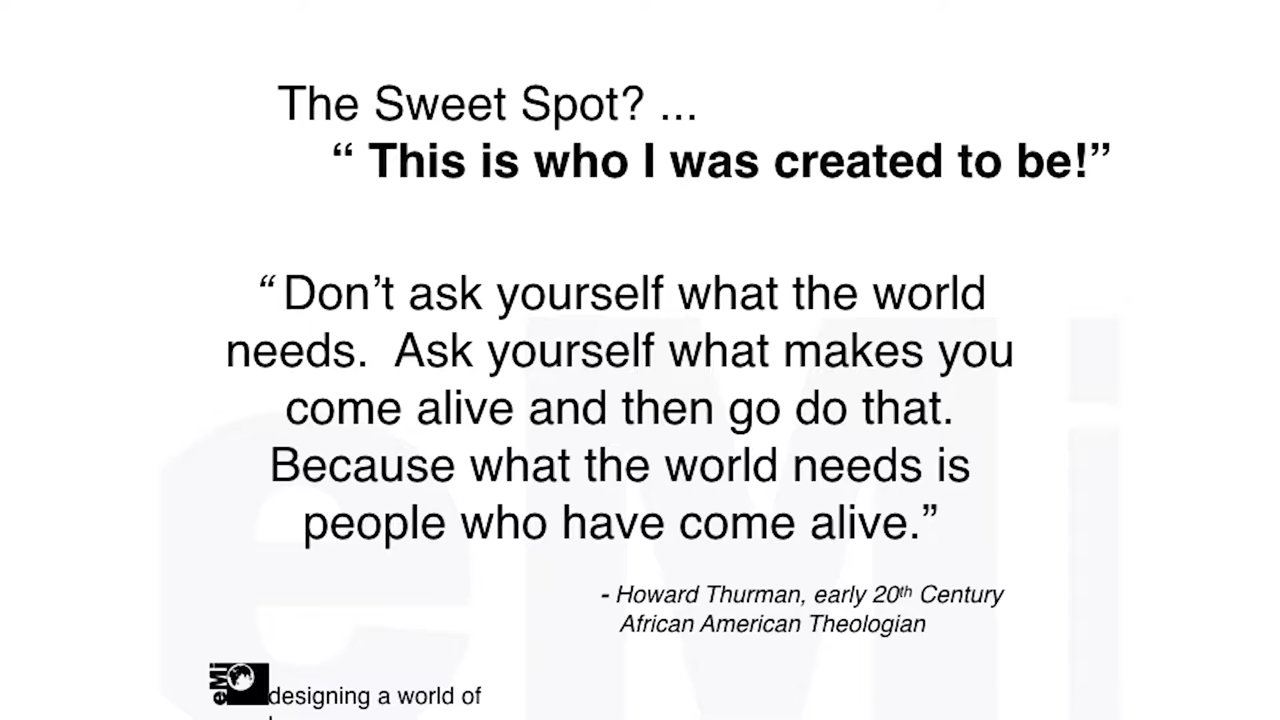 The Sweet Spot? ...
“ This is who I was created to be!”
“Don’t ask yourself what the world
needs.  Ask yourself what makes you
come alive and then go do that.
Because what the world needs is
people who have come alive.”
- Howard Thurman, early 20th Century
African American Theologian
eMi
designing a world of
eMi